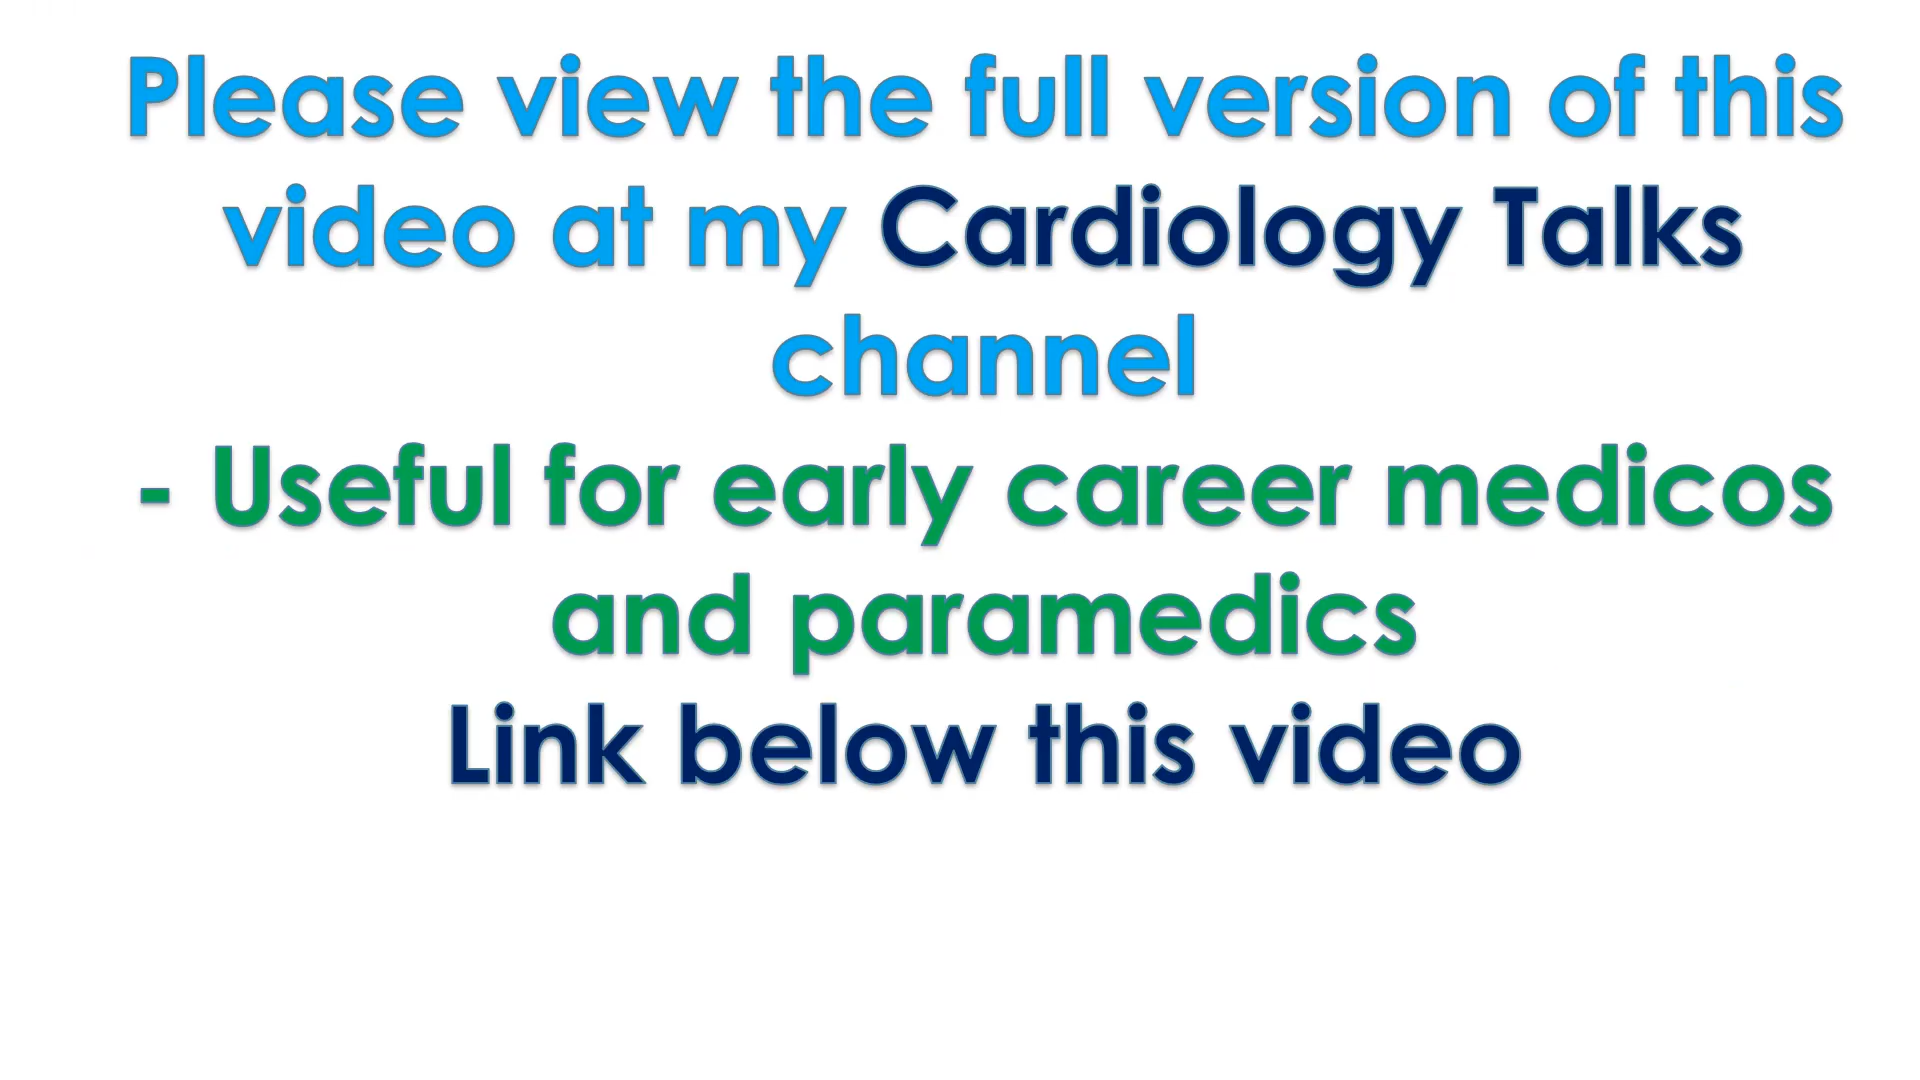 Please view the full version of this
video at my Cardiology Talks
channel
- Useful for early career medicos
and paramedics
Link below this video